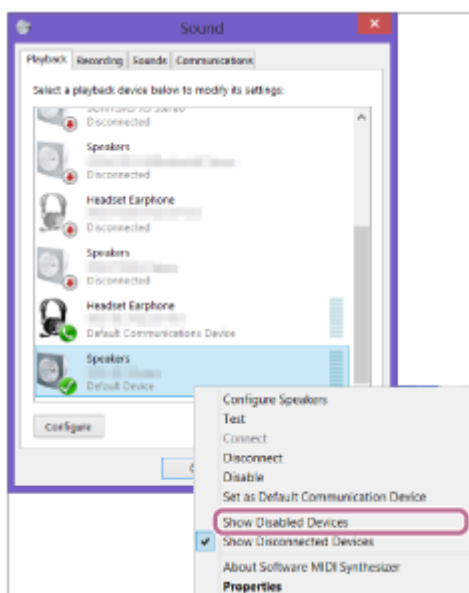 Sound
Playback Recording Sounds Communications
Select a playback device below to modify its settings:
Disconnected
Speakers
Disconnected
Headset Earphone
Disconnected
Speakers
Disconnected
Headset Earphone
Default Communications Device
Speakers
Default Device
Configure
Configure Speakers
Test
Connect
Disconnect
Disable
Set as Default Communication Device
Show Disabled Devices
Show Disconnected Devices
About Software MIDI Synthesizer
Properties